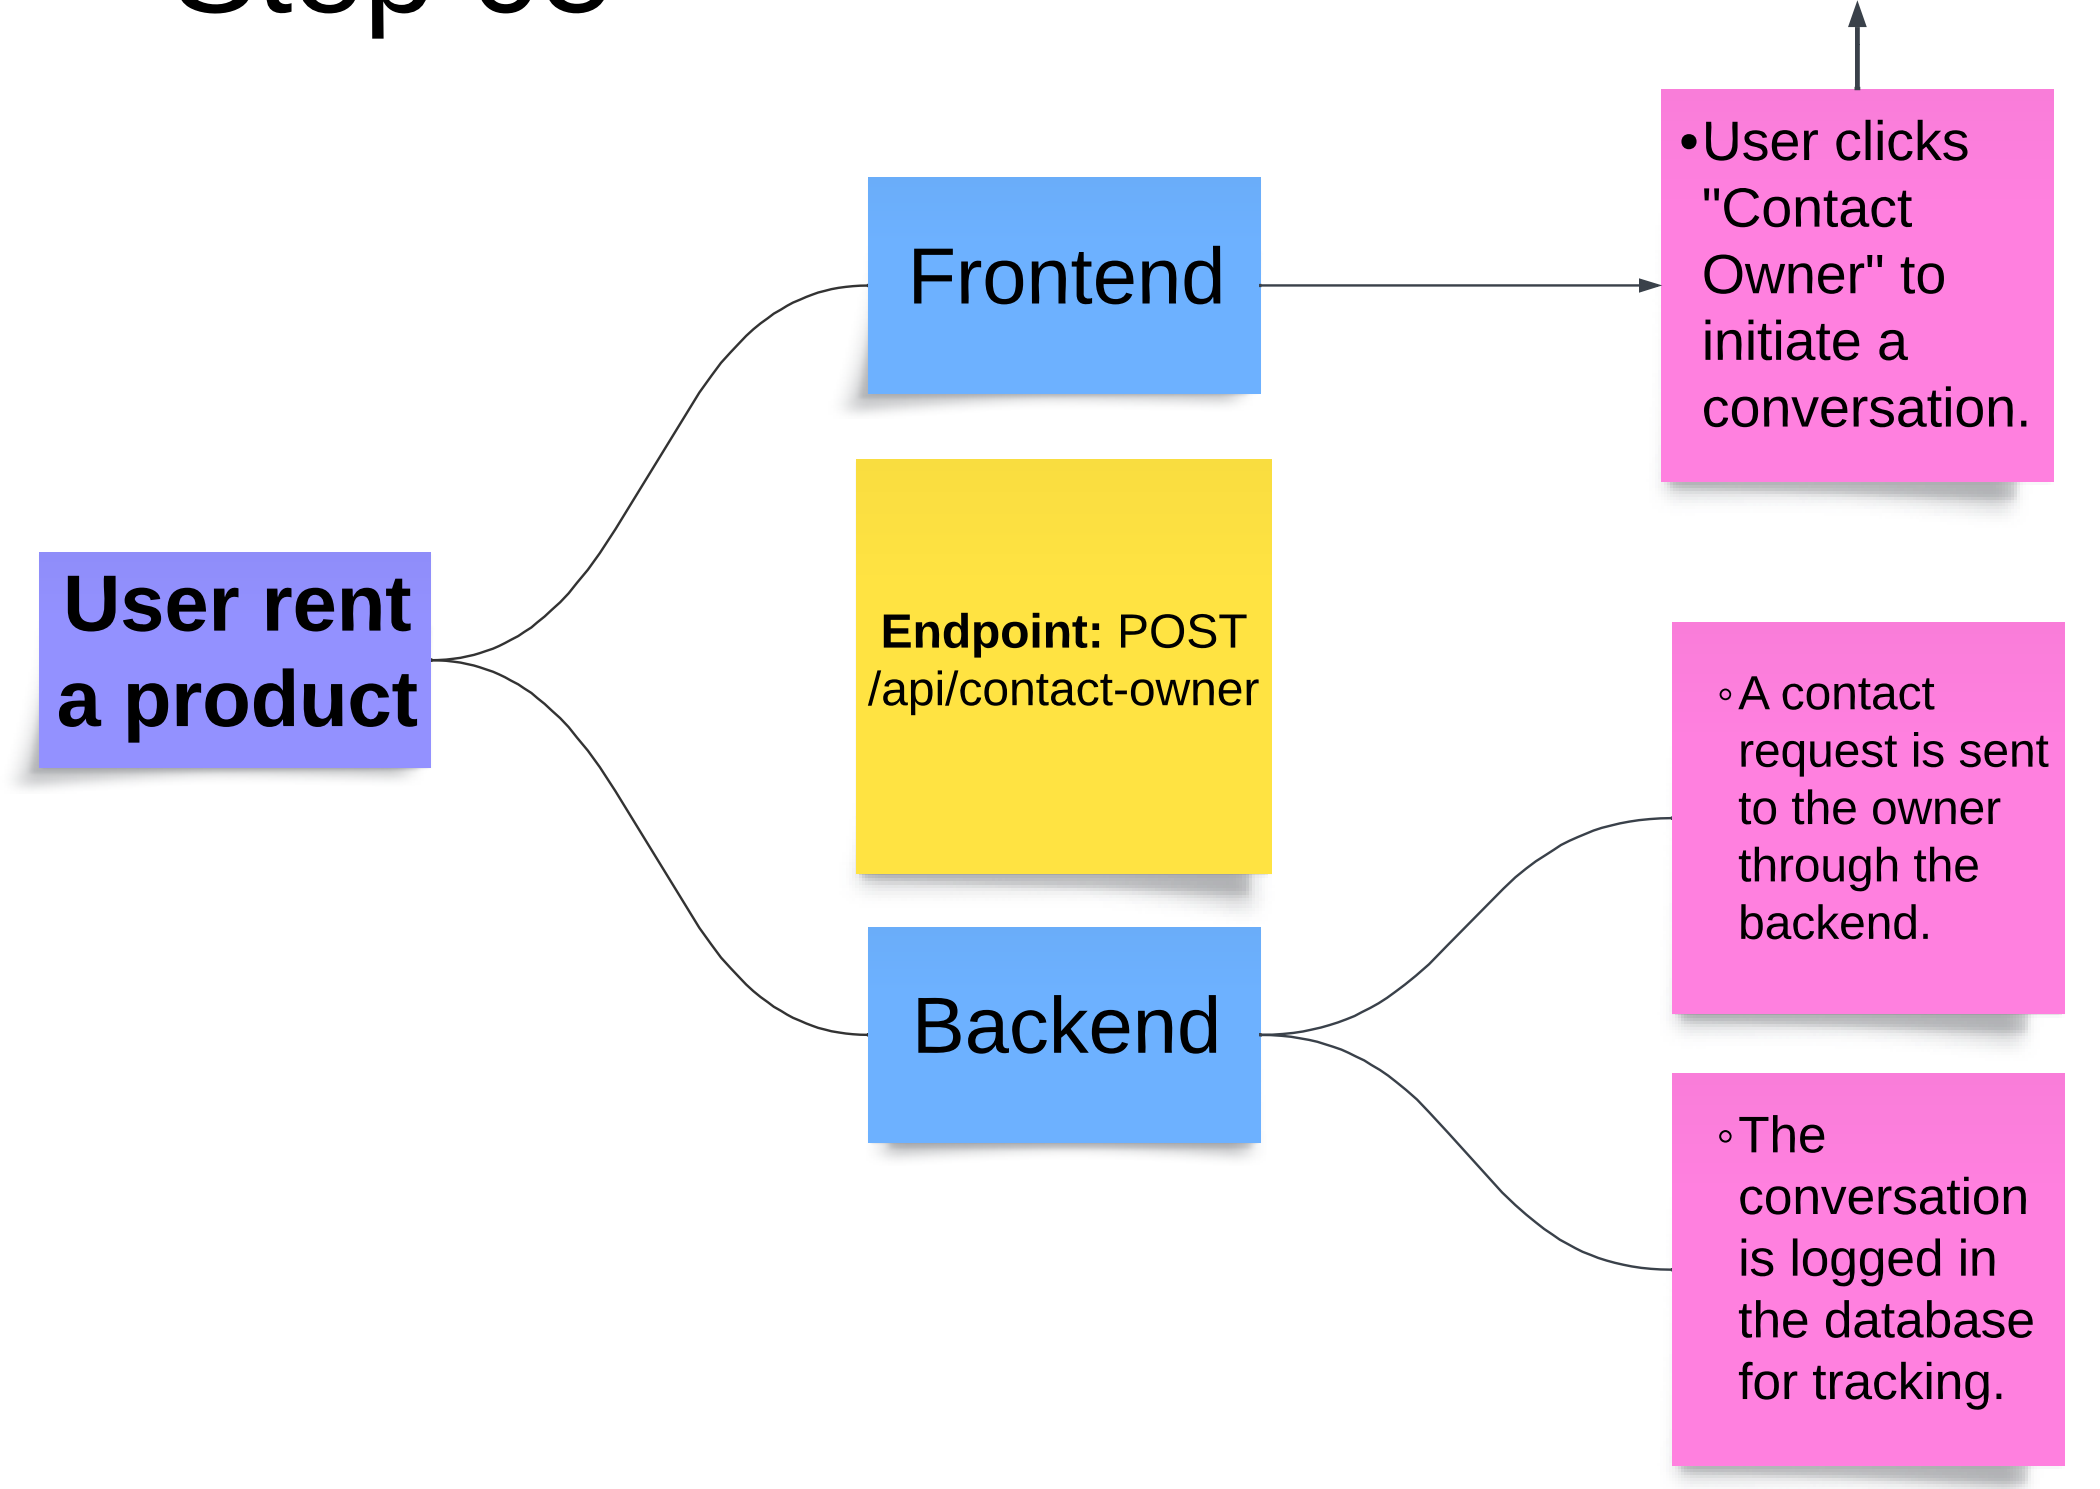 Frontend
•User clicks
"Contact
Owner" to
initiate a
conversation.
User rent
a product
Endpoint: POST
/api/contact-owner
Backend
◦A contact
request is sent
to the owner
through the
backend.
◦The
conversation
is logged in
the database
for tracking.